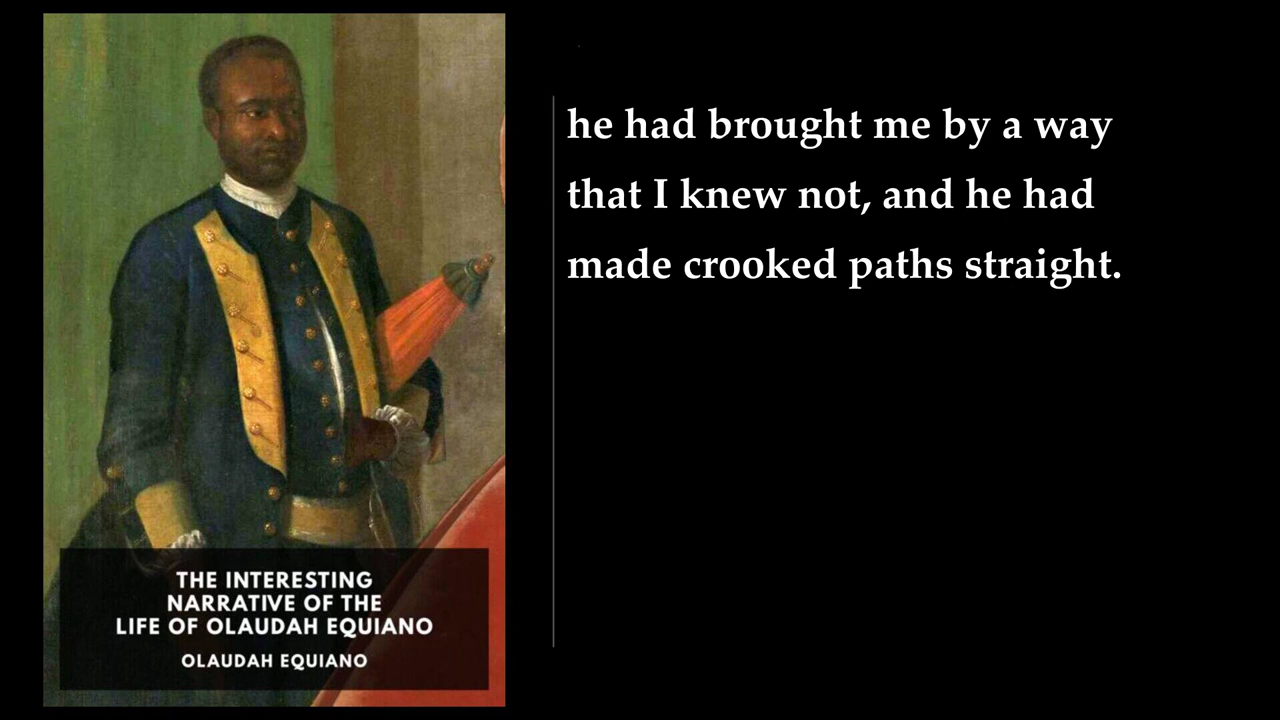 he had brought me by a way
that I knew not, and he had
made crooked paths straight.
THE INTERESTING
NARRATIVE OF THE
LIFE OF OLAUDAH EQUIANO
OLAUDAH EQUIANO